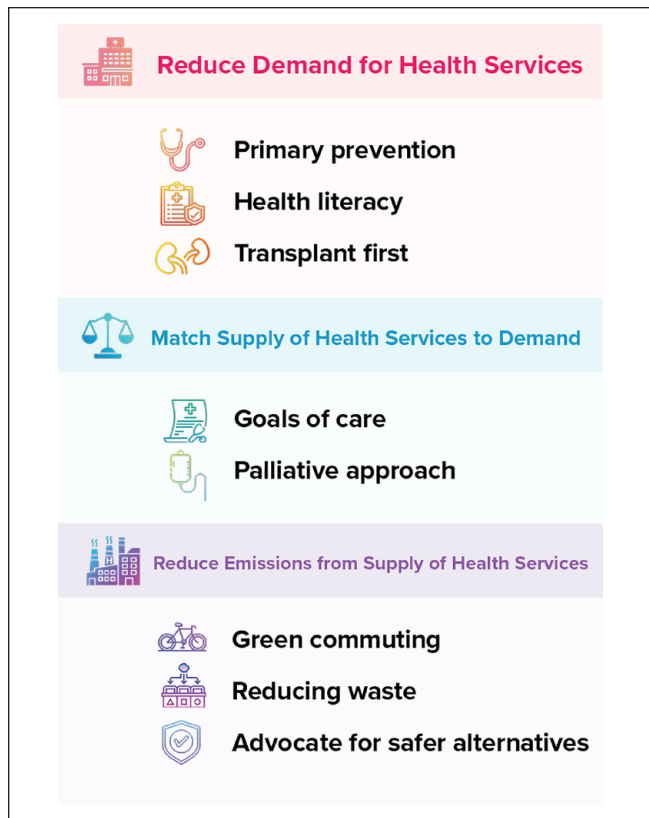 Reduce Demand for Health Services
Primary prevention
Health literacy
Transplant first
Match Supply of Health Services to Demand
Goals of care
Palliative approach
Reduce Emissions from Supply of Health Services
Green commuting
Reducing waste
Advocate for safer alternatives